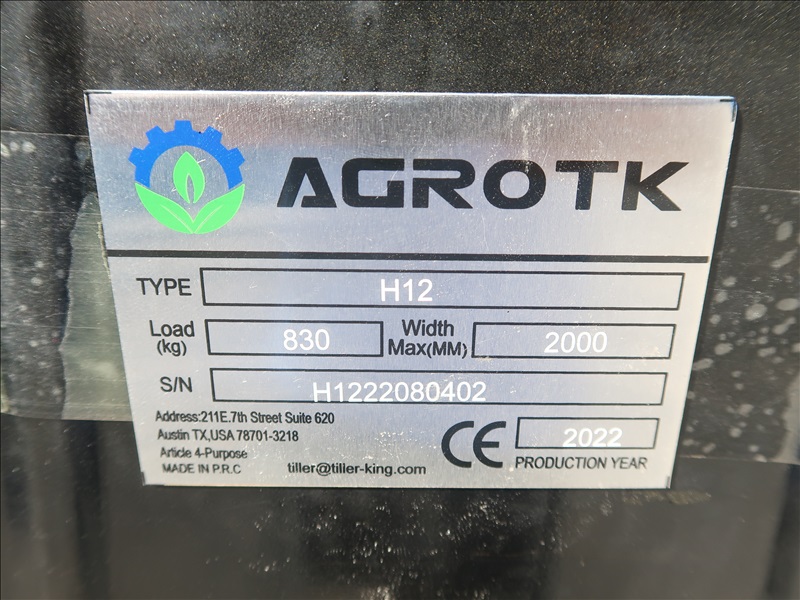 AGROTK
TYPE H12
Load (kg) 830 Width Max(MM) 2000
S/N H1222080402
Address:211E.7th Street Suite 620
Austin TX,USA 78701-3218
Article 4-Purpose
MADE IN P.R.C tiller@tiller-king.com
CE 2022
PRODUCTION YEAR